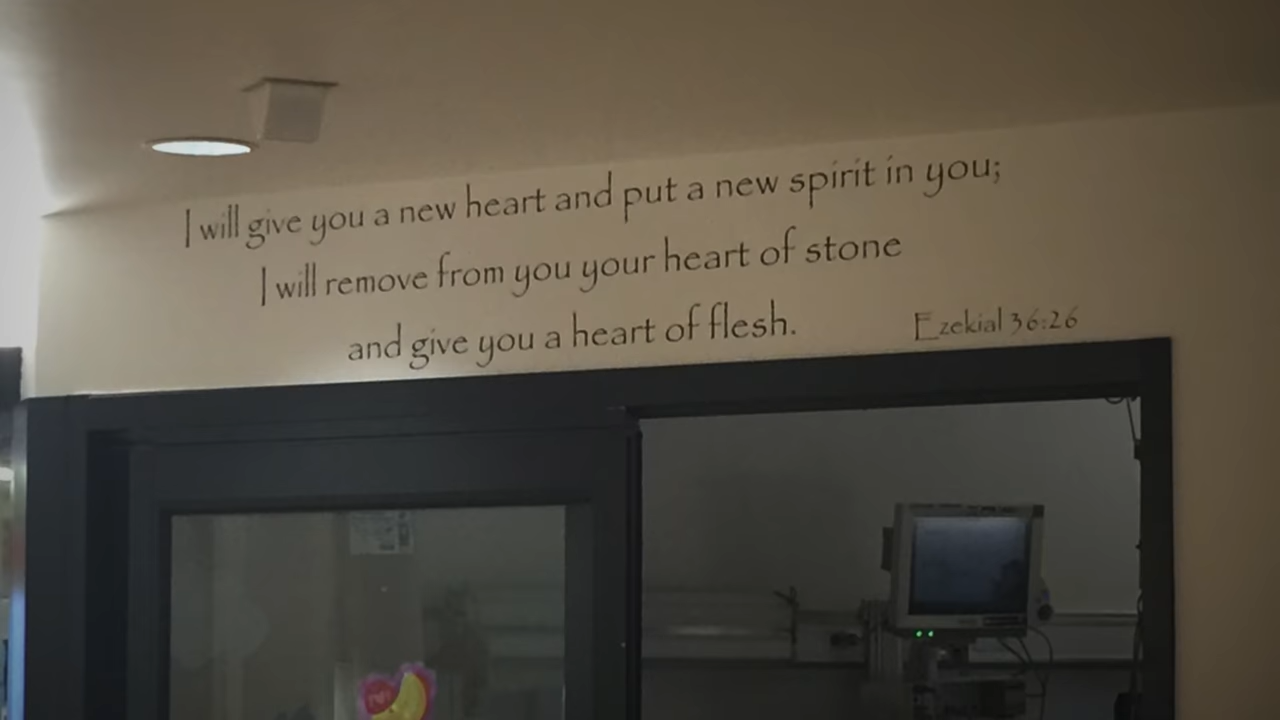 I will give you a new heart and put a new spirit in you;
I will remove from you your heart of stone
and give you a heart of flesh.
Ezekial 36:26